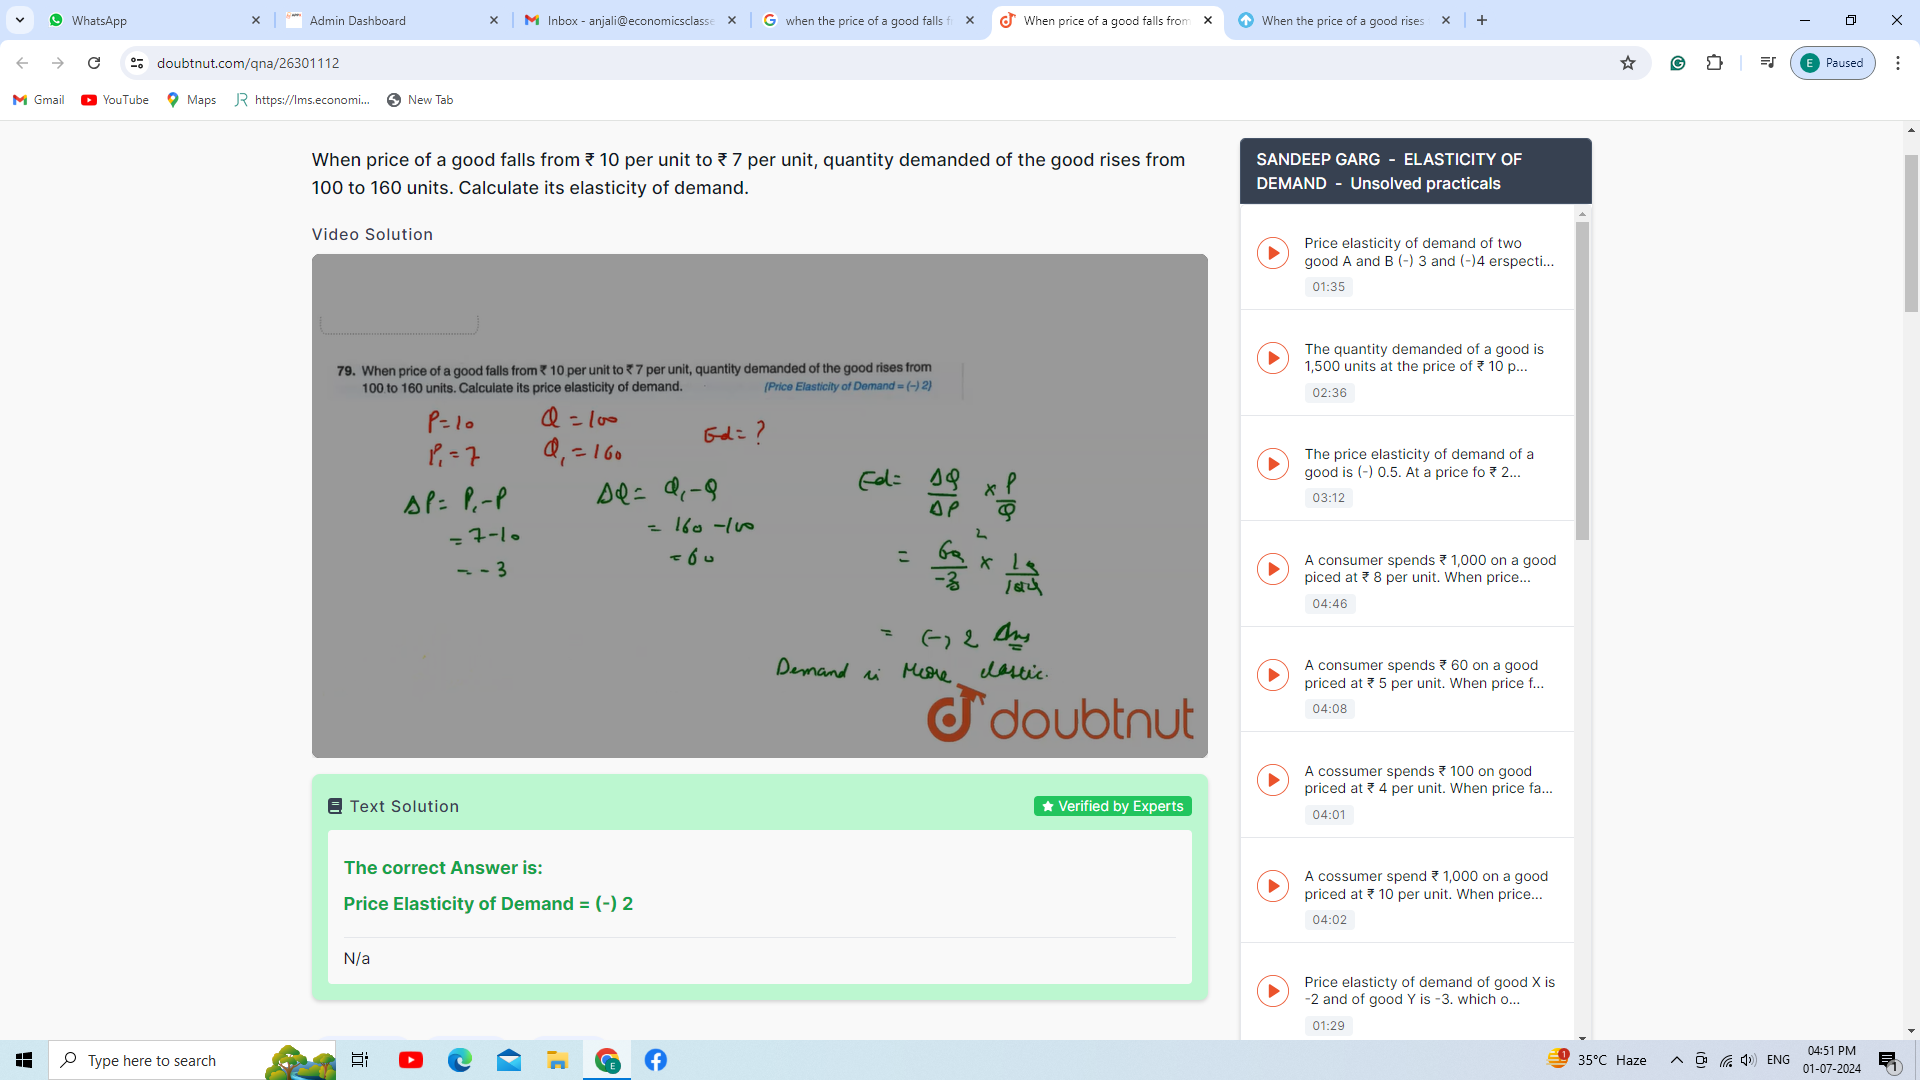 WhatsApp
Admin Dashboard
Inbox - anjali@economicsclasse
when the price of a good falls f
When price of a good falls from
When the price of a good rises
doubtnut.com/qna/26301112
E Paused
Gmail
YouTube
Maps
https://lms.economi...
New Tab
When price of a good falls from ₹ 10 per unit to ₹ 7 per unit, quantity demanded of the good rises from
100 to 160 units. Calculate its elasticity of demand.
Video Solution
79. When price of a good falls from ₹ 10 per unit to ₹ 7 per unit, quantity demanded of the good rises from
100 to 160 units. Calculate its price elasticity of demand. (Price Elasticity of Demand = (–) 2)
P=10 Q = 100
P₁=7 Q₁ = 160 Ed = ?
ΔP = P₁-P
= 7-10
= -3
ΔQ = Q₁-Q
= 160-100
= 60
Ed = ΔQ/ΔP × P/Q
= 60/-3 × 10/100 2
= (-) 2 Ans
Demand is More elastic.
doubtnut
Text Solution
Verified by Experts
The correct Answer is:
Price Elasticity of Demand = (-) 2
N/a
SANDEEP GARG - ELASTICITY OF
DEMAND - Unsolved practicals
Price elasticity of demand of two
good A and B (-) 3 and (-)4 erspecti...
01:35
The quantity demanded of a good is
1,500 units at the price of ₹ 10 p...
02:36
The price elasticity of demand of a
good is (-) 0.5. At a price fo ₹ 2...
03:12
A consumer spends ₹ 1,000 on a good
piced at ₹ 8 per unit. When price...
04:46
A consumer spends ₹ 60 on a good
priced at ₹ 5 per unit. When price f...
04:08
A cossumer spends ₹ 100 on good
priced at ₹ 4 per unit. When price fa...
04:01
A cossumer spend ₹ 1,000 on a good
priced at ₹ 10 per unit. When price...
04:02
Price elasticty of demand of good X is
-2 and of good Y is -3. which o...
01:29
Type here to search
E
1
35°C Haze
ENG
04:51 PM
01-07-2024
1